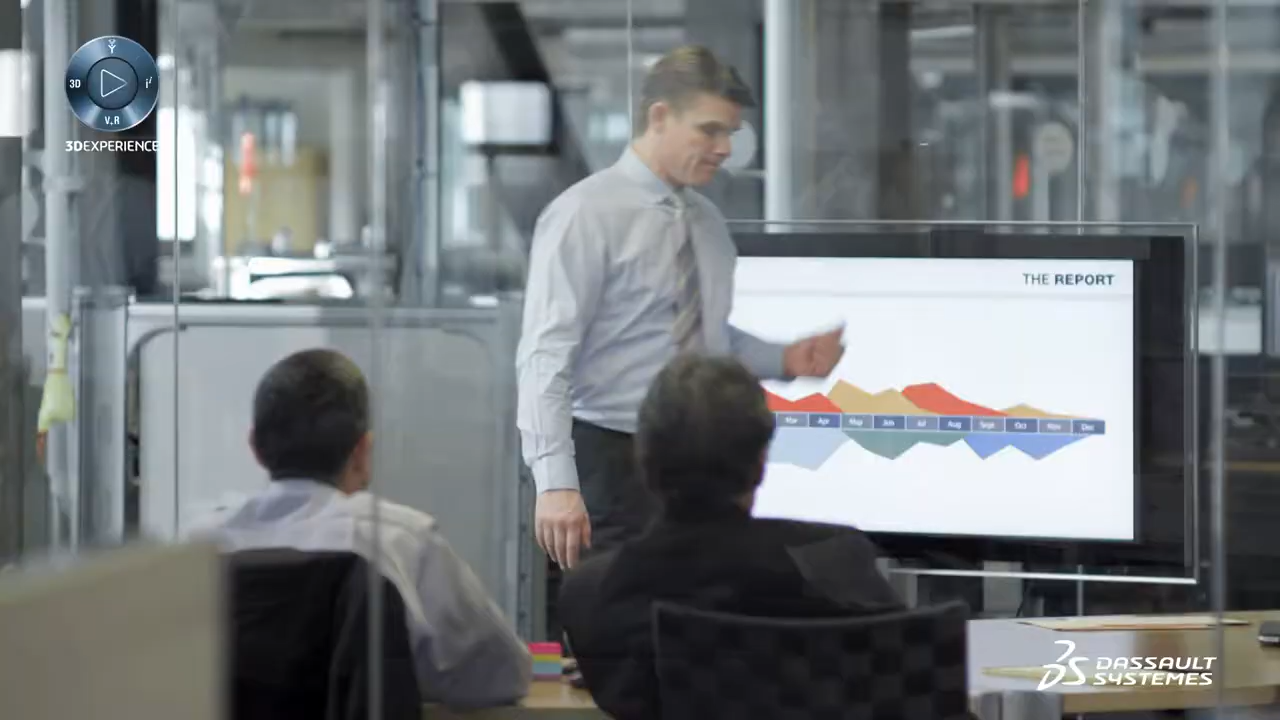 3D
i²
V.R
3DEXPERIENCE
THE REPORT
Mar Apr May Jun Jul Aug Sept Oct Nov Dec
DASSAULT
SYSTEMES